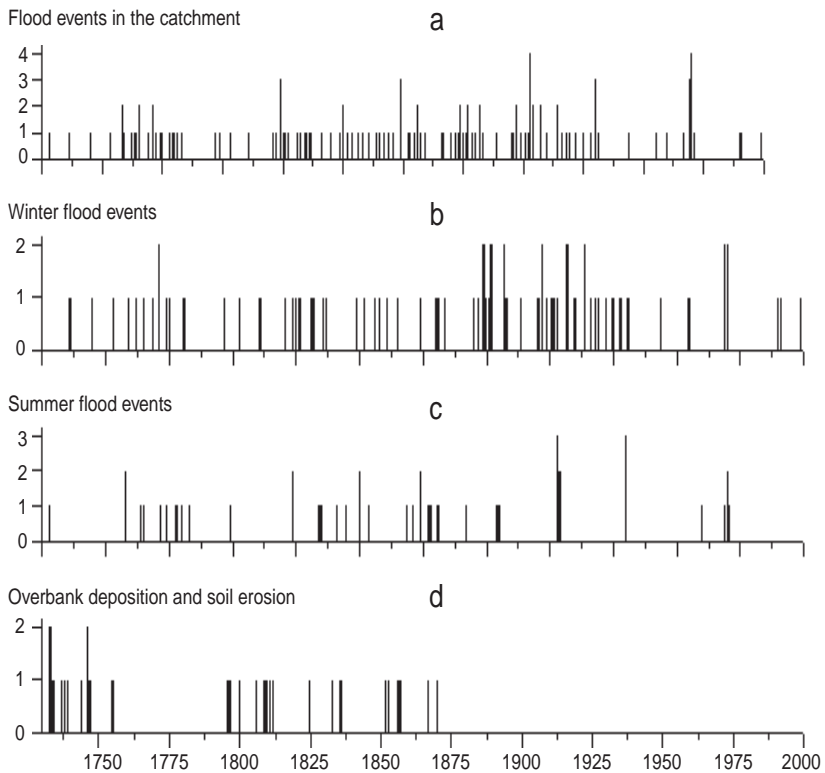 Flood events in the catchment
a
4
3
2
1
0
Winter flood events
b
2
1
0
Summer flood events
c
3
2
1
0
Overbank deposition and soil erosion
d
2
1
0
1750 1775 1800 1825 1850 1875 1900 1925 1950 1975 2000